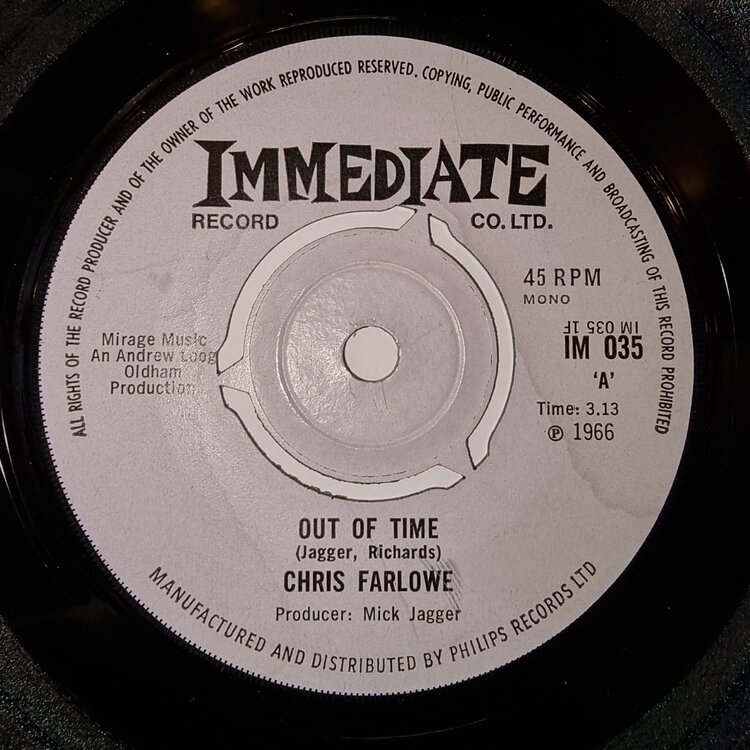 ALL RIGHTS OF THE RECORD PRODUCER AND OF THE OWNER OF THE WORK REPRODUCED RESERVED. COPYING, PUBLIC PERFORMANCE AND BROADCASTING OF THIS RECORD PROHIBITED
IMMEDIATE
RECORD CO. LTD.
45 RPM
MONO
IM 035 1F
IM 035
'A'
Time: 3.13
℗ 1966
Mirage Music
An Andrew Loog
Oldham
Production
OUT OF TIME
(Jagger, Richards)
CHRIS FARLOWE
Producer: Mick Jagger
MANUFACTURED AND DISTRIBUTED BY PHILIPS RECORDS LTD